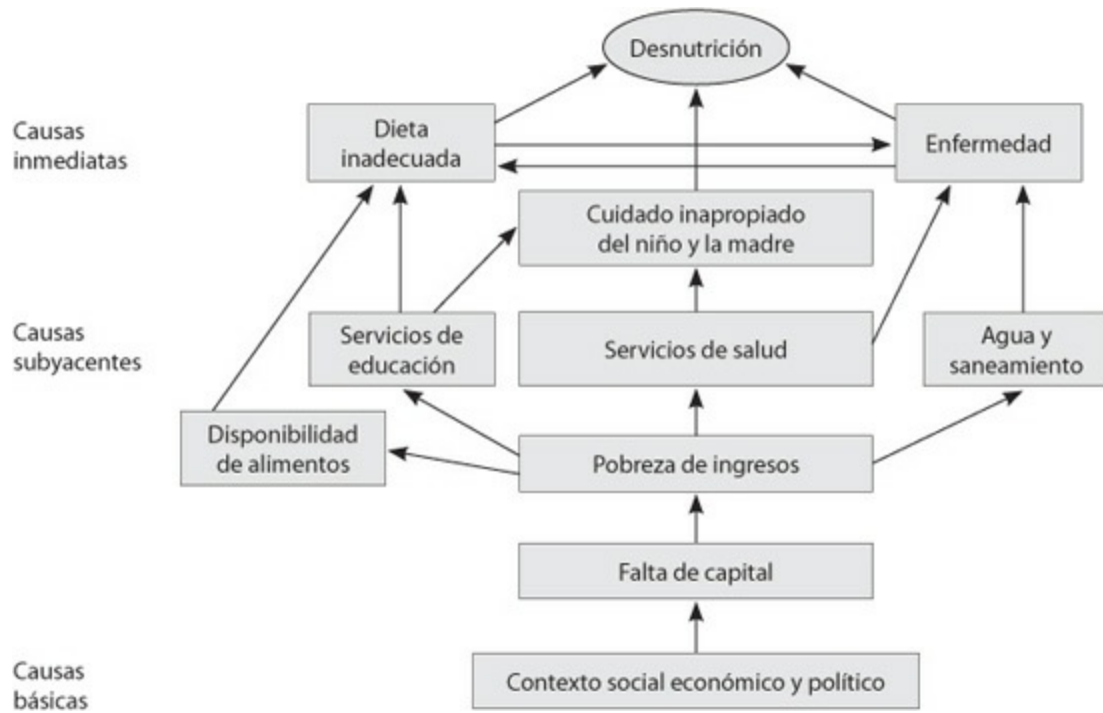 Desnutrición
Causas
inmediatas
Dieta
inadecuada
Enfermedad
Cuidado inapropiado
del niño y la madre
Causas
subyacentes
Servicios de
educación
Servicios de salud
Agua y
saneamiento
Disponibilidad
de alimentos
Pobreza de ingresos
Falta de capital
Causas
básicas
Contexto social económico y político